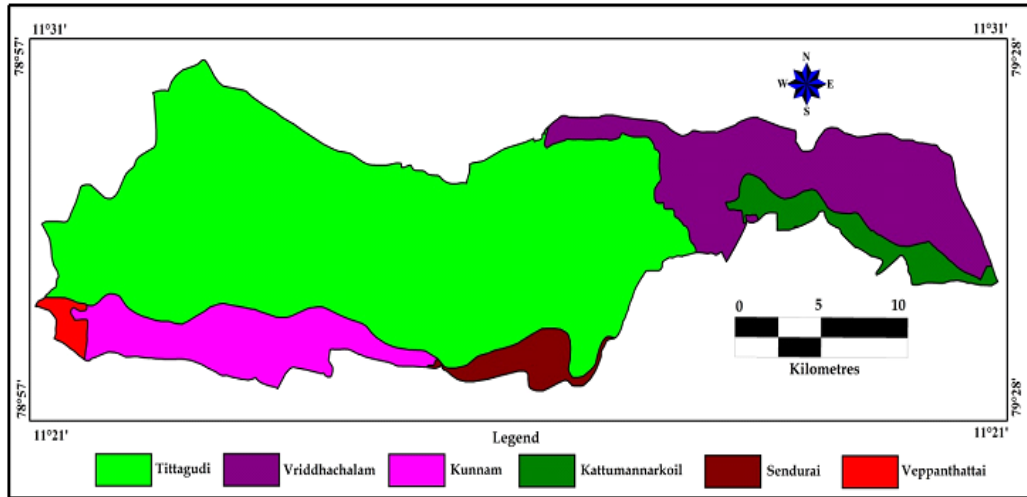 11°31' 11°31'
78°57' 79°28'
N
W E
S
0 5 10
Kilometres
78°57' 79°28'
11°21' 11°21'
Legend
Tittagudi Vriddhachalam Kunnam Kattumannarkoil Sendurai Veppanthattai